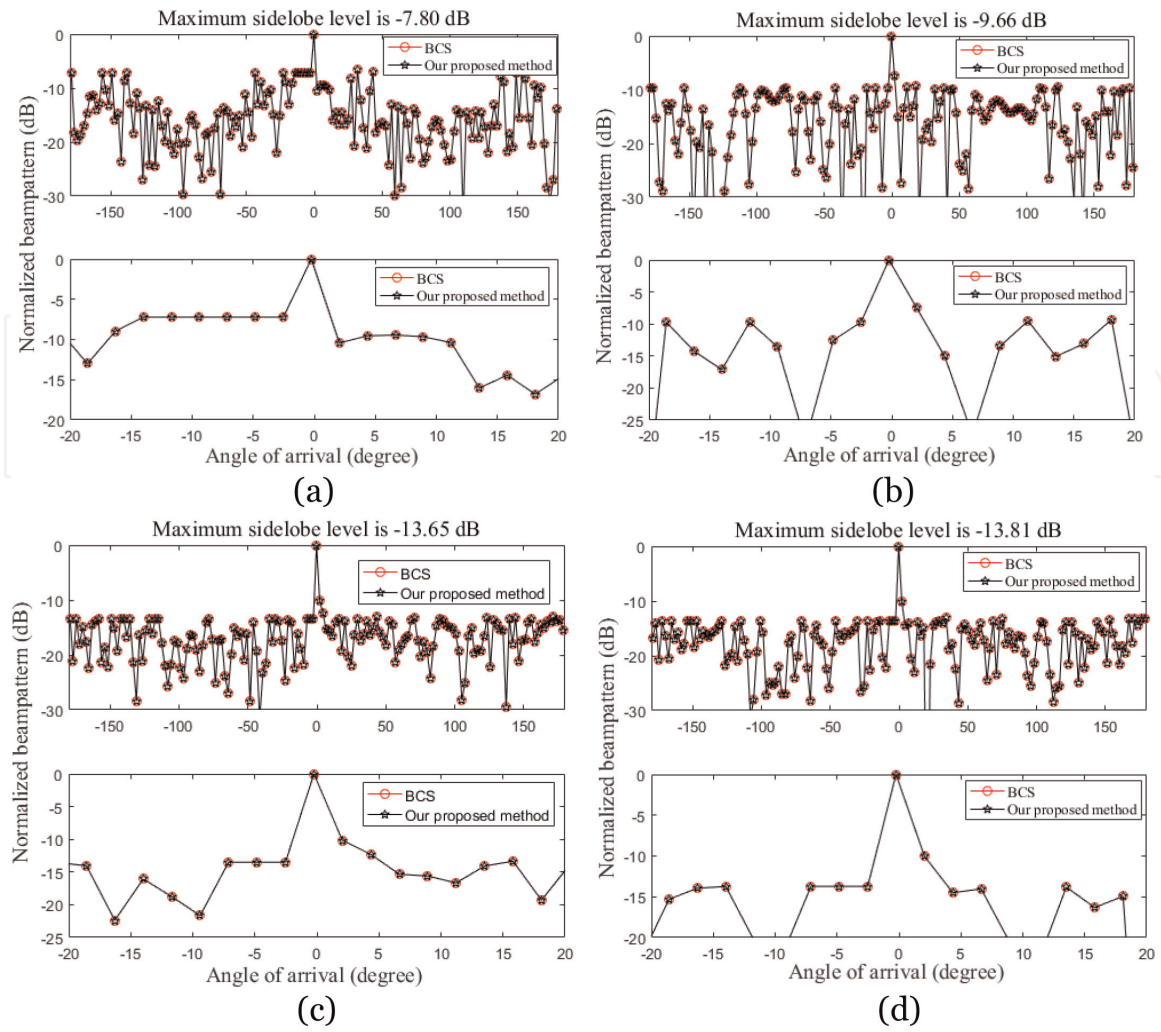 Maximum sidelobe level is -7.80 dB
Normalized beampattern (dB)
0
-10
-20
-30
BCS
Our proposed method
-150 -100 -50 0 50 100 150
0
-5
-10
-15
-20
BCS
Our proposed method
-20 -15 -10 -5 0 5 10 15 20
Angle of arrival (degree)
(a)
Maximum sidelobe level is -9.66 dB
Normalized beampattern (dB)
0
-10
-20
-30
BCS
Our proposed method
-150 -100 -50 0 50 100 150
0
-5
-10
-15
-20
-25
BCS
Our proposed method
-20 -15 -10 -5 0 5 10 15 20
Angle of arrival (degree)
(b)
Maximum sidelobe level is -13.65 dB
Normalized beampattern (dB)
0
-10
-20
-30
BCS
Our proposed method
-150 -100 -50 0 50 100 150
0
-5
-10
-15
-20
-25
BCS
Our proposed method
-20 -15 -10 -5 0 5 10 15 20
Angle of arrival (degree)
(c)
Maximum sidelobe level is -13.81 dB
Normalized beampattern (dB)
0
-10
-20
-30
BCS
Our proposed method
-150 -100 -50 0 50 100 150
0
-5
-10
-15
-20
BCS
Our proposed method
-20 -15 -10 -5 0 5 10 15 20
Angle of arrival (degree)
(d)